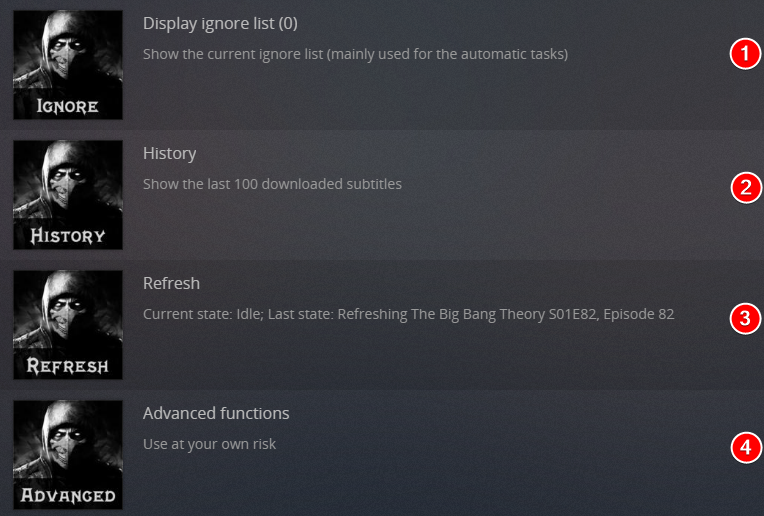 Display ignore list (0)
Show the current ignore list (mainly used for the automatic tasks)
1
IGNORE
History
Show the last 100 downloaded subtitles
2
HISTORY
Refresh
Current state: Idle; Last state: Refreshing The Big Bang Theory S01E82, Episode 82
3
REFRESH
Advanced functions
Use at your own risk
4
ADVANCED